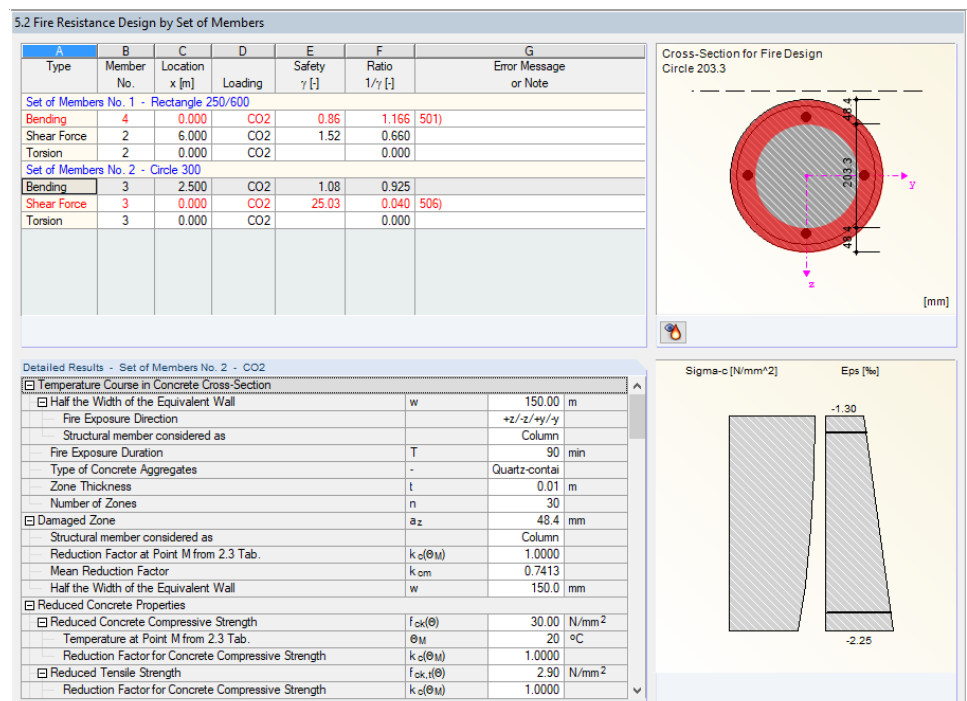 5.2 Fire Resistance Design by Set of Members
A B C D E F G
Type Member Location Safety Ratio Error Message
No. x [m] Loading γ [-] 1/γ [-] or Note
Set of Members No. 1 - Rectangle 250/600
Bending 4 0.000 CO2 0.86 1.166 501)
Shear Force 2 6.000 CO2 1.52 0.660
Torsion 2 0.000 CO2 0.000
Set of Members No. 2 - Circle 300
Bending 3 2.500 CO2 1.08 0.925
Shear Force 3 0.000 CO2 25.03 0.040 506)
Torsion 3 0.000 CO2 0.000
Cross-Section for Fire Design
Circle 203.3
48.4
203.3
48.4
y
z
[mm]
Detailed Results - Set of Members No. 2 - CO2
Temperature Course in Concrete Cross-Section
Half the Width of the Equivalent Wall w 150.00 m
Fire Exposure Direction +z/-z/+y/-y
Structural member considered as Column
Fire Exposure Duration T 90 min
Type of Concrete Aggregates - Quartz-contai
Zone Thickness t 0.01 m
Number of Zones n 30
Damaged Zone az 48.4 mm
Structural member considered as Column
Reduction Factor at Point M from 2.3 Tab. kc(ΘM) 1.0000
Mean Reduction Factor kcm 0.7413
Half the Width of the Equivalent Wall w 150.0 mm
Reduced Concrete Properties
Reduced Concrete Compressive Strength fck(Θ) 30.00 N/mm2
Temperature at Point M from 2.3 Tab. ΘM 20 °C
Reduction Factor for Concrete Compressive Strength kc(ΘM) 1.0000
Reduced Tensile Strength fck,t(Θ) 2.90 N/mm2
Reduction Factor for Concrete Compressive Strength kc(ΘM) 1.0000
Sigma-c [N/mm^2] Eps [‰]
-1.30
-2.25